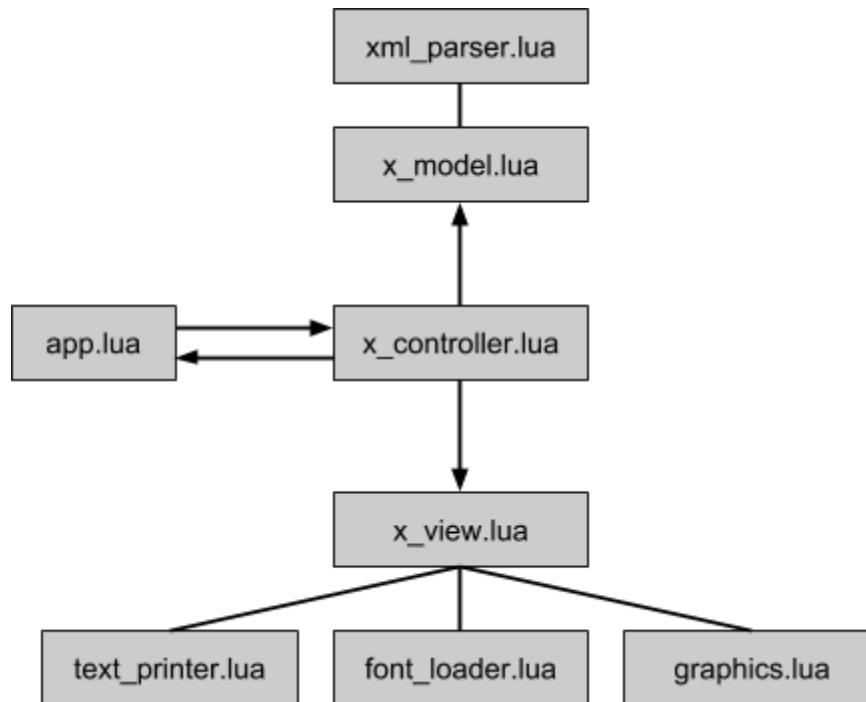 xml_parser.lua
x_model.lua
app.lua
x_controller.lua
x_view.lua
text_printer.lua
font_loader.lua
graphics.lua